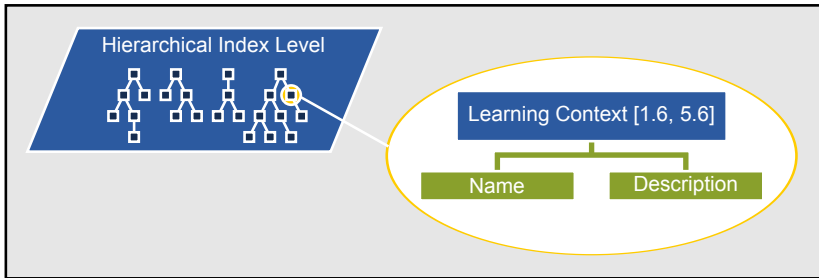 Hierarchical Index Level
Learning Context [1.6, 5.6]
Name
Description